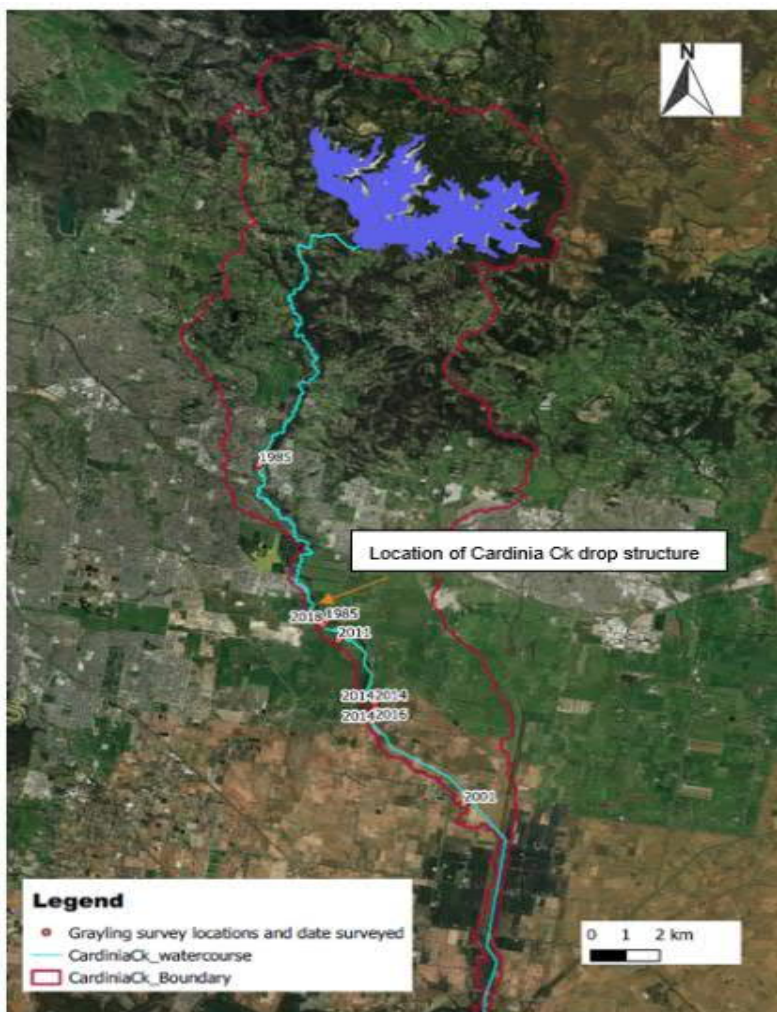 N
1985
Location of Cardinia Ck drop structure
2018 1985
2011
2014 2014
2014 2016
2001
Legend
Grayling survey locations and date surveyed
CardiniaCk_watercourse
CardiniaCk_Boundary
0 1 2 km